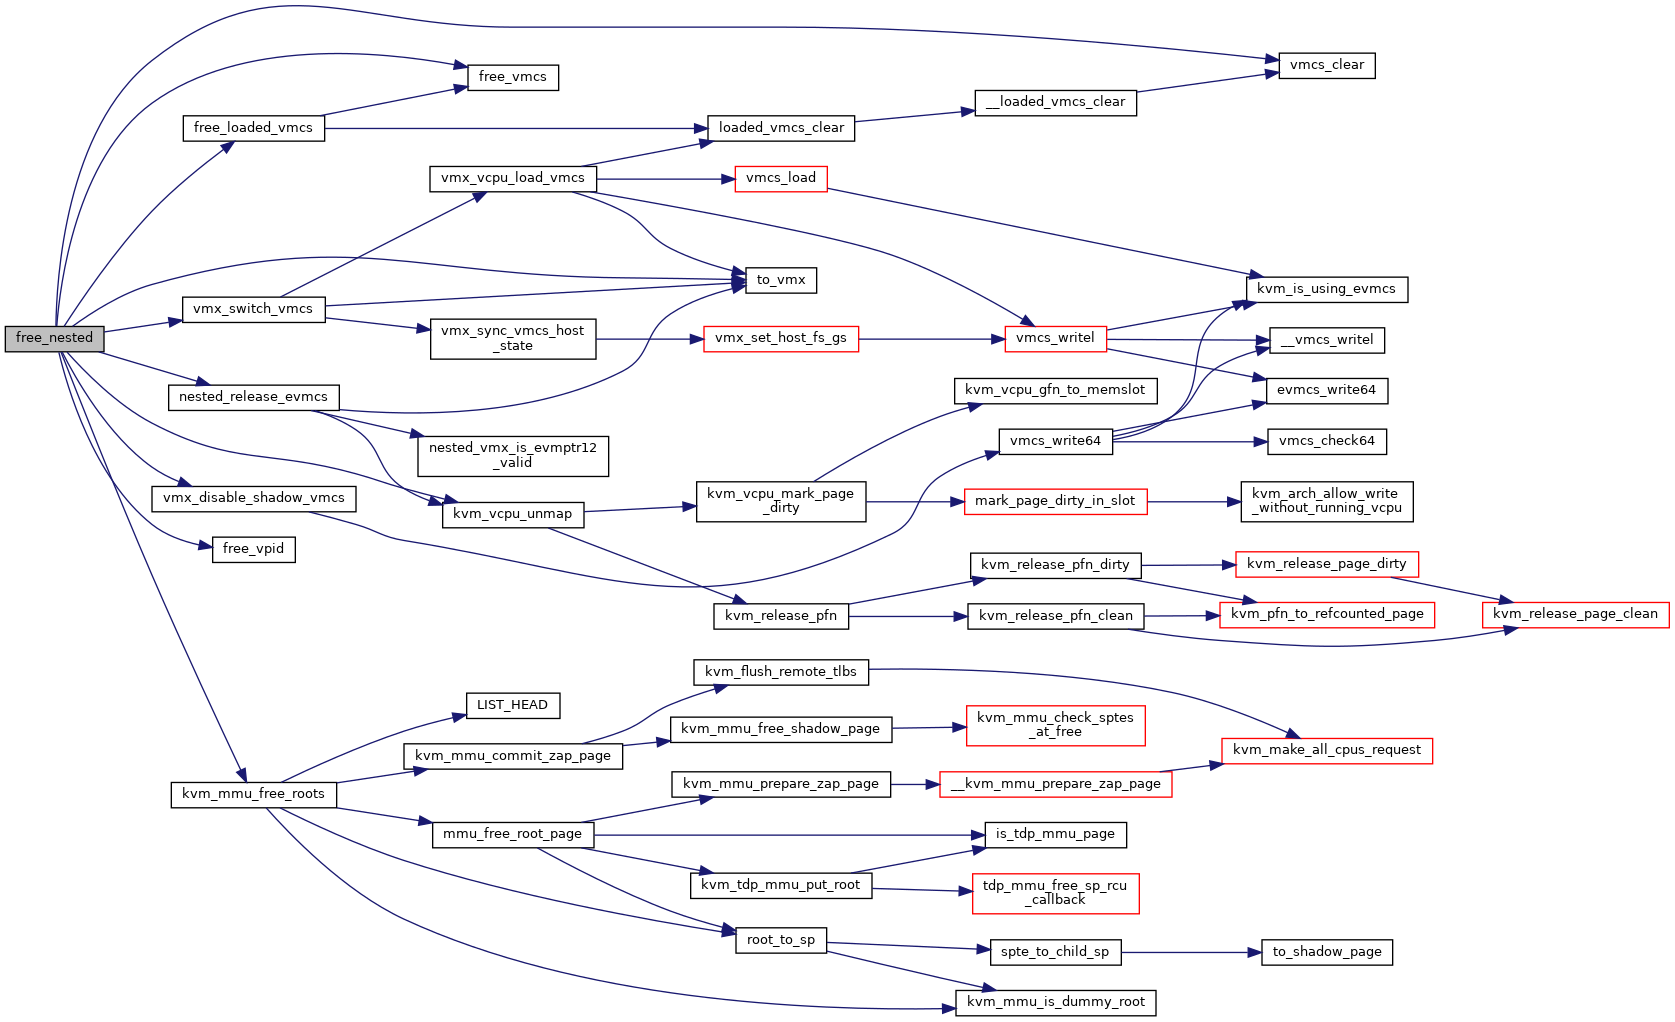 vmcs_clear
free_vmcs
__loaded_vmcs_clear
free_loaded_vmcs
loaded_vmcs_clear
vmx_vcpu_load_vmcs
vmcs_load
to_vmx
kvm_is_using_evmcs
vmx_switch_vmcs
free_nested
vmx_sync_vmcs_host
_state
vmx_set_host_fs_gs
vmcs_writel
__vmcs_writel
nested_release_evmcs
kvm_vcpu_gfn_to_memslot
evmcs_write64
nested_vmx_is_evmptr12
_valid
vmcs_write64
vmcs_check64
vmx_disable_shadow_vmcs
kvm_vcpu_unmap
kvm_vcpu_mark_page
_dirty
mark_page_dirty_in_slot
kvm_arch_allow_write
_without_running_vcpu
free_vpid
kvm_release_pfn_dirty
kvm_release_page_dirty
kvm_release_pfn
kvm_release_pfn_clean
kvm_pfn_to_refcounted_page
kvm_release_page_clean
kvm_flush_remote_tlbs
LIST_HEAD
kvm_mmu_free_shadow_page
kvm_mmu_check_sptes
_at_free
kvm_mmu_commit_zap_page
kvm_make_all_cpus_request
kvm_mmu_free_roots
kvm_mmu_prepare_zap_page
__kvm_mmu_prepare_zap_page
mmu_free_root_page
is_tdp_mmu_page
kvm_tdp_mmu_put_root
tdp_mmu_free_sp_rcu
_callback
root_to_sp
spte_to_child_sp
to_shadow_page
kvm_mmu_is_dummy_root